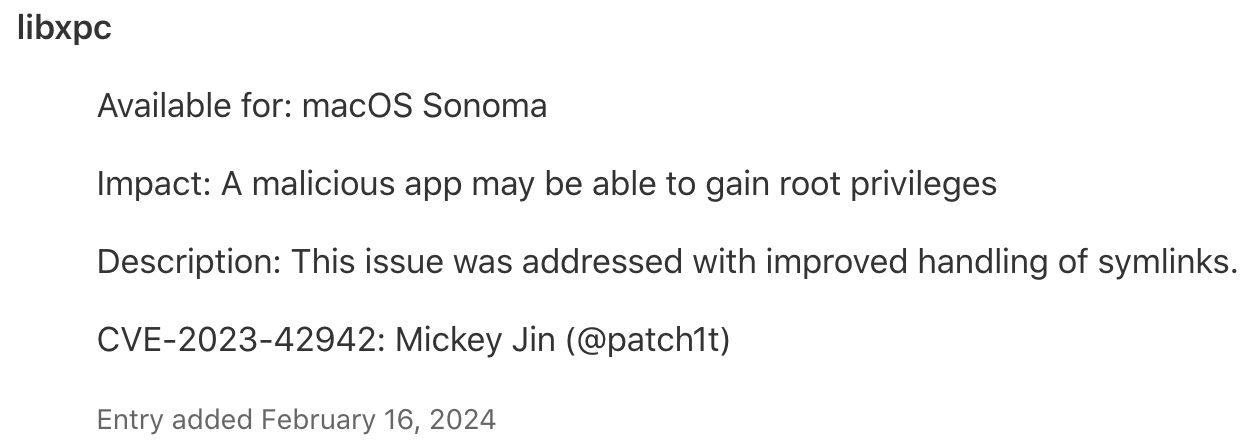 libxpc
Available for: macOS Sonoma
Impact: A malicious app may be able to gain root privileges
Description: This issue was addressed with improved handling of symlinks.
CVE-2023-42942: Mickey Jin (@patch1t)
Entry added February 16, 2024